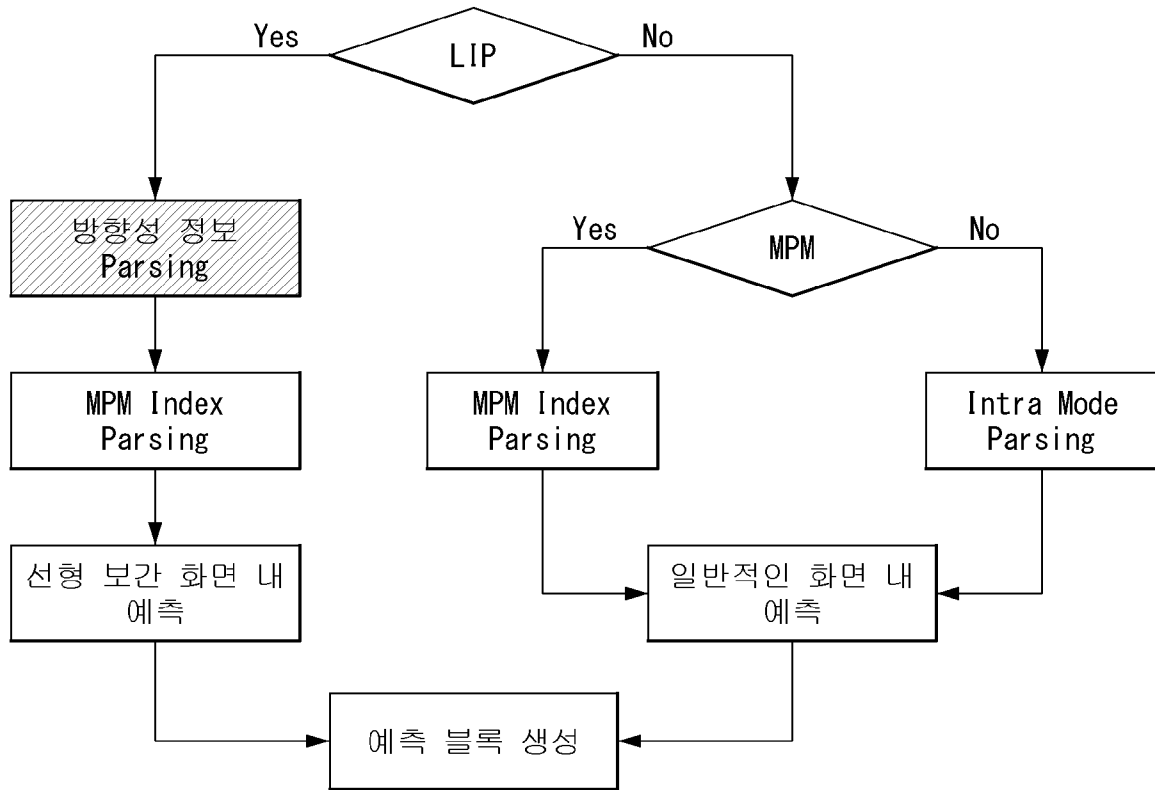 LIP
Yes
No
방향성 정보
Parsing
MPM
Yes
No
MPM Index
Parsing
MPM Index
Parsing
Intra Mode
Parsing
선형 보간 화면 내
예측
일반적인 화면 내
예측
예측 블록 생성